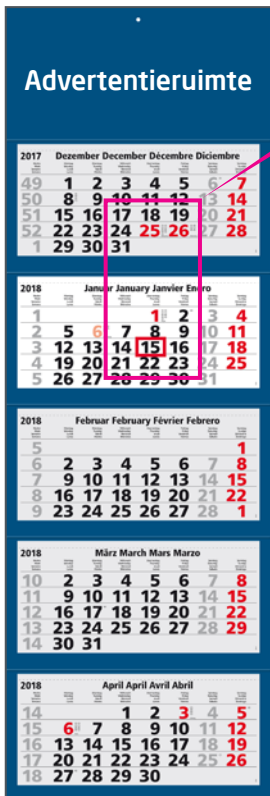 Advertentieruimte
2017 Dezember December Décembre Diciembre
49 1 2 3 4 5 6 7
50 8 9 10 11 12 13 14
51 15 16 17 18 19 20 21
52 22 23 24 25 26 27 28
1 29 30 31
2018 Januar January Janvier Enero
1 1 2 3 4
2 5 6 7 8 9 10 11
3 12 13 14 15 16 17 18
4 19 20 21 22 23 24 25
5 26 27 28 29 30 31
2018 Februar February Février Febrero
5 1
6 2 3 4 5 6 7 8
7 9 10 11 12 13 14 15
8 16 17 18 19 20 21 22
9 23 24 25 26 27 28 1
2018 März March Mars Marzo
10 2 3 4 5 6 7 8
11 9 10 11 12 13 14 15
12 16 17 18 19 20 21 22
13 23 24 25 26 27 28 29
14 30 31
2018 April April Avril Abril
14 1 2 3 4 5
15 6 7 8 9 10 11 12
16 13 14 15 16 17 18 19
17 20 21 22 23 24 25 26
18 27 28 29 30